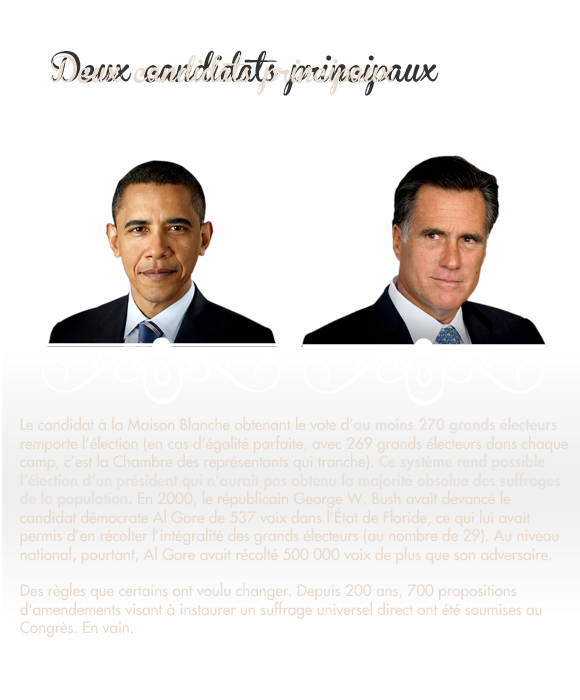 Deux candidats principaux
Le candidat à la Maison Blanche obtenant le vote d’au moins 270 grands électeurs
remporte l’élection (en cas d’égalité parfaite, avec 269 grands électeurs dans chaque
camp, c’est la Chambre des représentants qui tranche). Ce système rend possible
l’élection d’un président qui n’aurait pas obtenu la majorité absolue des suffrages
de la population. En 2000, le républicain George W. Bush avait devancé le
candidat démocrate Al Gore de 537 voix dans l’État de Floride, ce qui lui avait
permis d’en récolter l’intégralité des grands électeurs (au nombre de 29). Au niveau
national, pourtant, Al Gore avait récolté 500 000 voix de plus que son adversaire.
Des règles que certains ont voulu changer. Depuis 200 ans, 700 propositions
d'amendements visant à instaurer un suffrage universel direct ont été soumises au
Congrès. En vain.